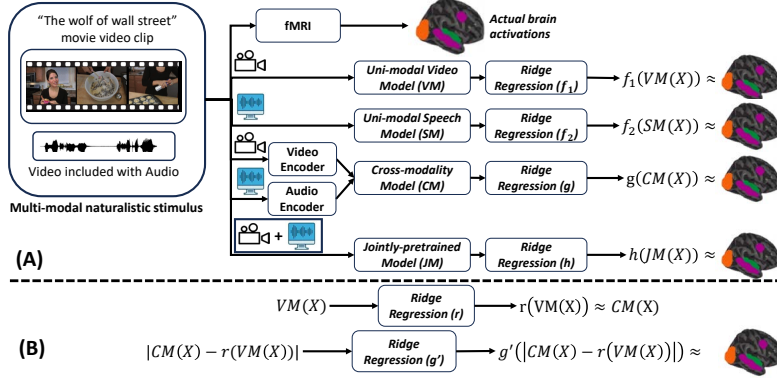 "The wolf of wall street"
movie video clip
Video included with Audio
Multi-modal naturalistic stimulus
(A)
fMRI
Actual brain
activations
Uni-modal Video
Model (VM)
Ridge
Regression (f₁)
f₁(VM(X)) ≈
Uni-modal Speech
Model (SM)
Ridge
Regression (f₂)
f₂(SM(X)) ≈
Video
Encoder
Audio
Encoder
Cross-modality
Model (CM)
Ridge
Regression (g)
g(CM(X)) ≈
+
Jointly-pretrained
Model (JM)
Ridge
Regression (h)
h(JM(X)) ≈
(B)
VM(X)
Ridge
Regression (r)
r(VM(X)) ≈ CM(X)
|CM(X) − r(VM(X))|
Ridge
Regression (g')
g′(|CM(X) − r(VM(X))|) ≈